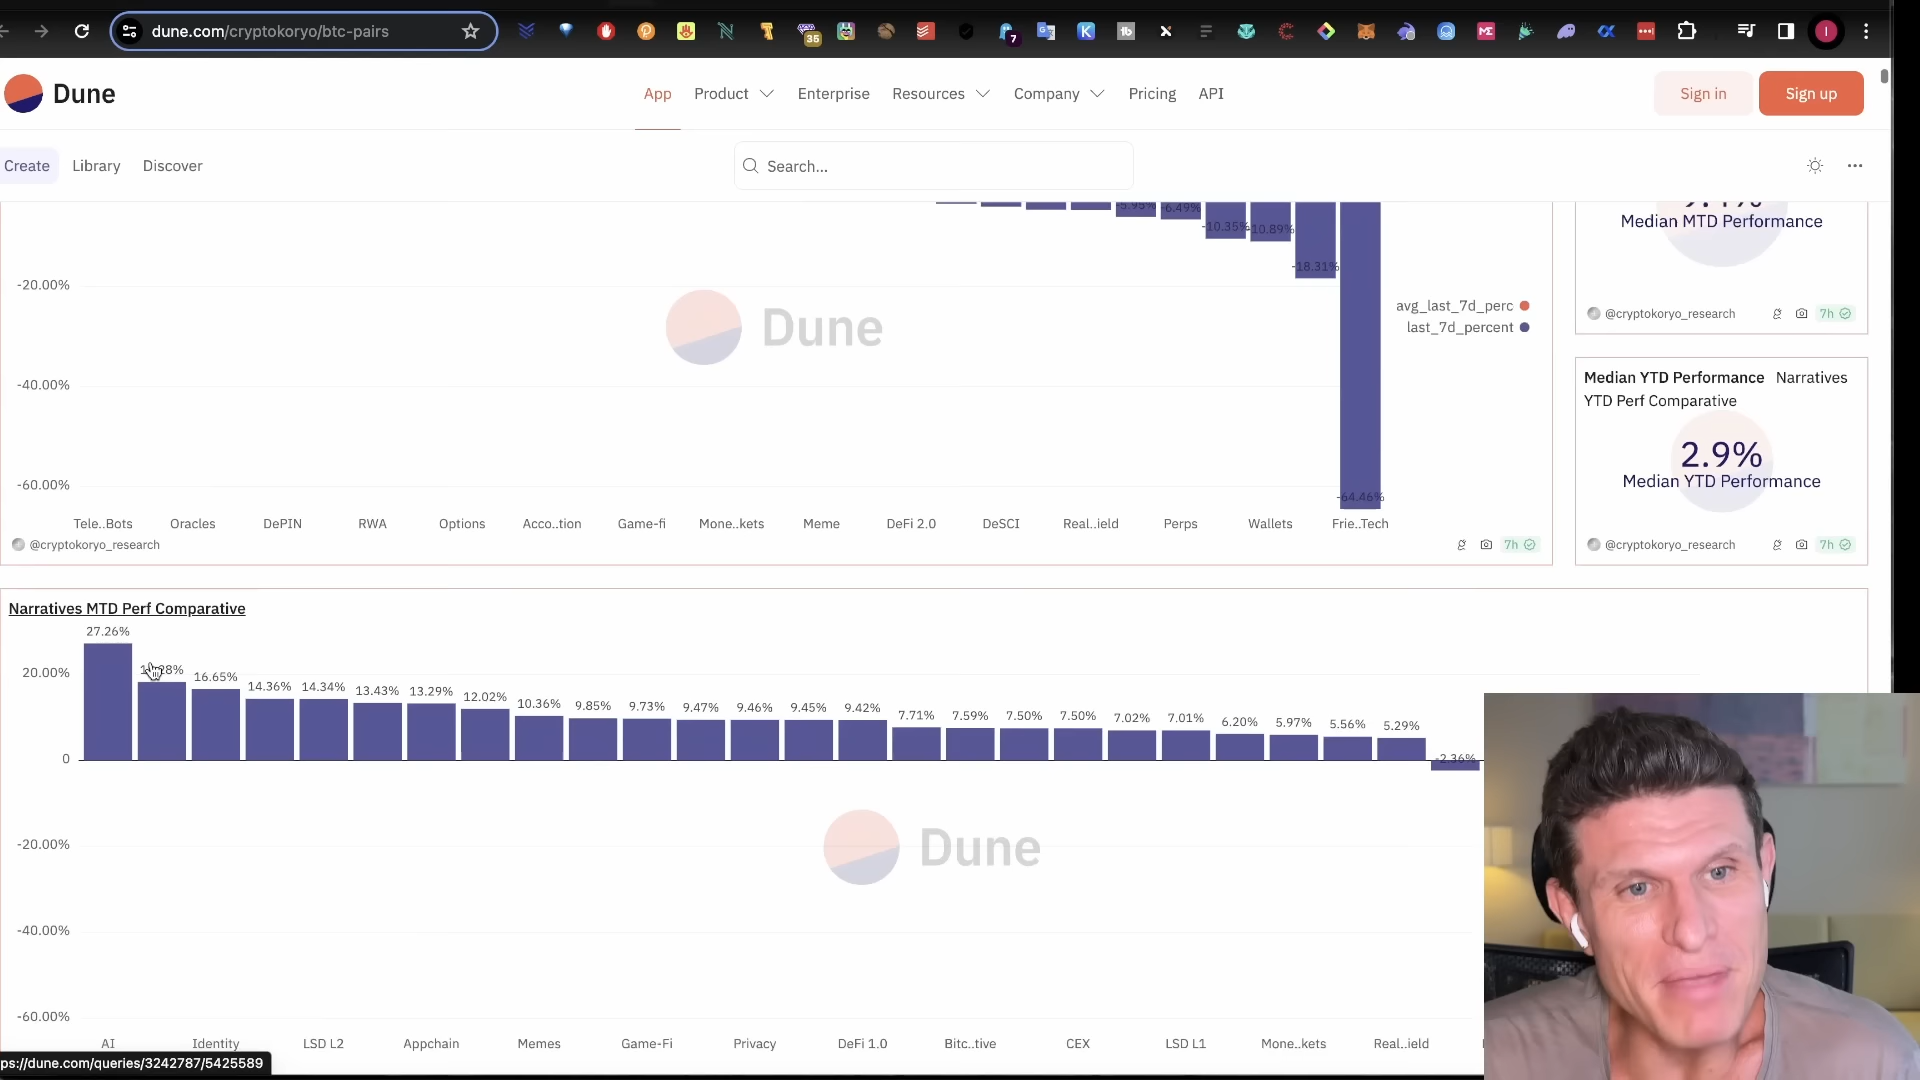 dune.com/cryptokoryo/btc-pairs
35
7
I
Dune
App
Product
Enterprise
Resources
Company
Pricing
API
Sign in
Sign up
Create
Library
Discover
Search...
-5.95%
-6.49%
-10.35%
-10.89%
-18.31%
-20.00%
-40.00%
-60.00%
-64.46%
Dune
avg_last_7d_perc
last_7d_percent
Tele..Bots
Oracles
DePIN
RWA
Options
Acco..tion
Game-fi
Mone..kets
Meme
DeFi 2.0
DeSCI
Real..ield
Perps
Wallets
Frie..Tech
@cryptokoryo_research
7h
Median MTD Performance
@cryptokoryo_research
7h
Median YTD Performance Narratives
YTD Perf Comparative
2.9%
Median YTD Performance
@cryptokoryo_research
7h
Narratives MTD Perf Comparative
27.26%
16.65%
14.36%
14.34%
13.43%
13.29%
12.02%
10.36%
9.85%
9.73%
9.47%
9.46%
9.45%
9.42%
7.71%
7.59%
7.50%
7.50%
7.02%
7.01%
6.20%
5.97%
5.56%
5.29%
-2.36%
20.00%
0
-20.00%
-40.00%
-60.00%
Dune
AI
Identity
LSD L2
Appchain
Memes
Game-Fi
Privacy
DeFi 1.0
Bitc..tive
CEX
LSD L1
Mone..kets
Real..ield
ps://dune.com/queries/3242787/5425589